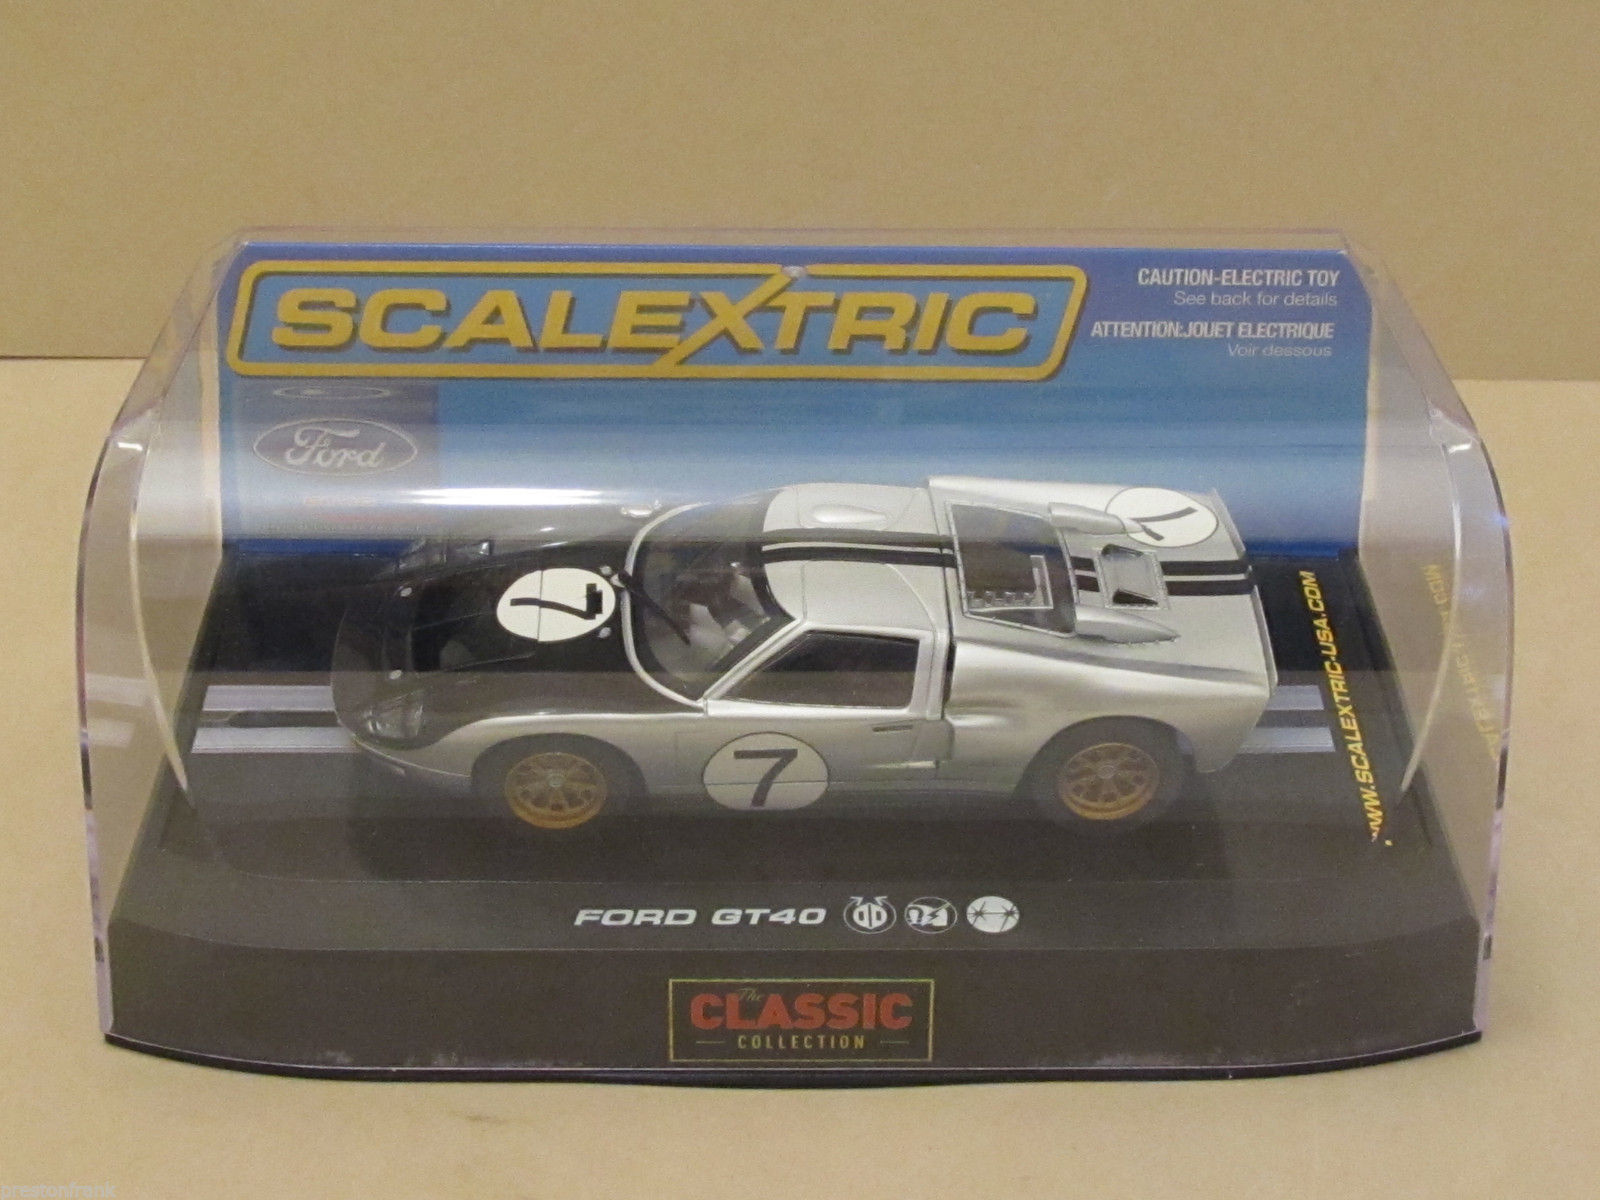 SCALEXTRIC
CAUTION-ELECTRIC TOY
See back for details
ATTENTION:JOUET ELECTRIQUE
Voir dessous
Ford
7
7
7
WWW.SCALEXTRIC-USA.COM
FORD GT40
The
CLASSIC
COLLECTION
prestonfrank